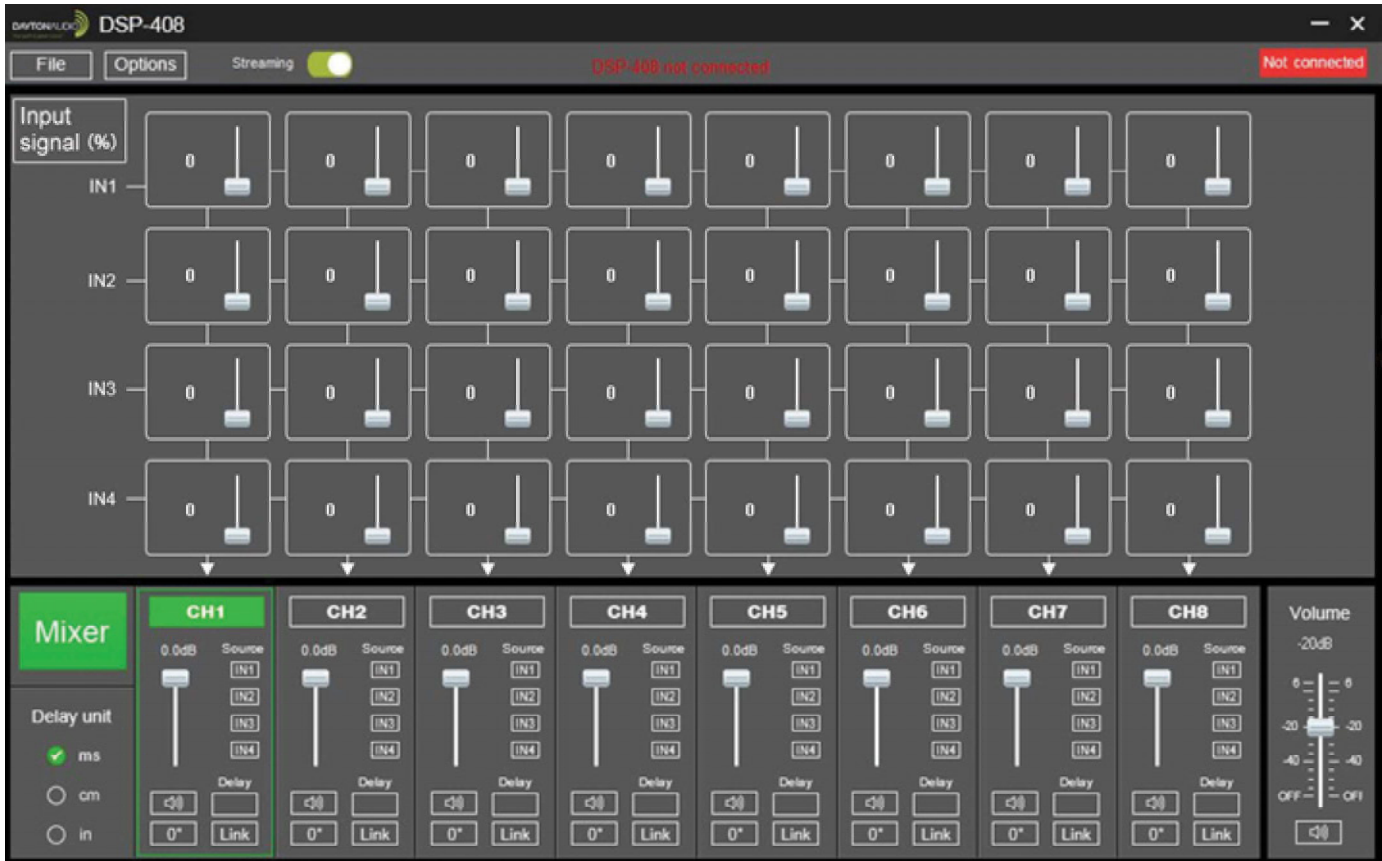 DAYTON AUDIO DSP-408
File Options Streaming DSP-408 not connected Not connected
Input
signal (%)
IN1 0 0 0 0 0 0 0 0
IN2 0 0 0 0 0 0 0 0
IN3 0 0 0 0 0 0 0 0
IN4 0 0 0 0 0 0 0 0
Mixer CH1 CH2 CH3 CH4 CH5 CH6 CH7 CH8 Volume
0.0dB Source 0.0dB Source 0.0dB Source 0.0dB Source 0.0dB Source 0.0dB Source 0.0dB Source 0.0dB Source -20dB
IN1 IN1 IN1 IN1 IN1 IN1 IN1 IN1
6 6
IN2 IN2 IN2 IN2 IN2 IN2 IN2 IN2
Delay unit IN3 IN3 IN3 IN3 IN3 IN3 IN3 IN3 -20 -20
ms IN4 IN4 IN4 IN4 IN4 IN4 IN4 IN4 -40 -40
Delay Delay Delay Delay Delay Delay Delay Delay
cm OFF OFF
in 0° Link 0° Link 0° Link 0° Link 0° Link 0° Link 0° Link 0° Link